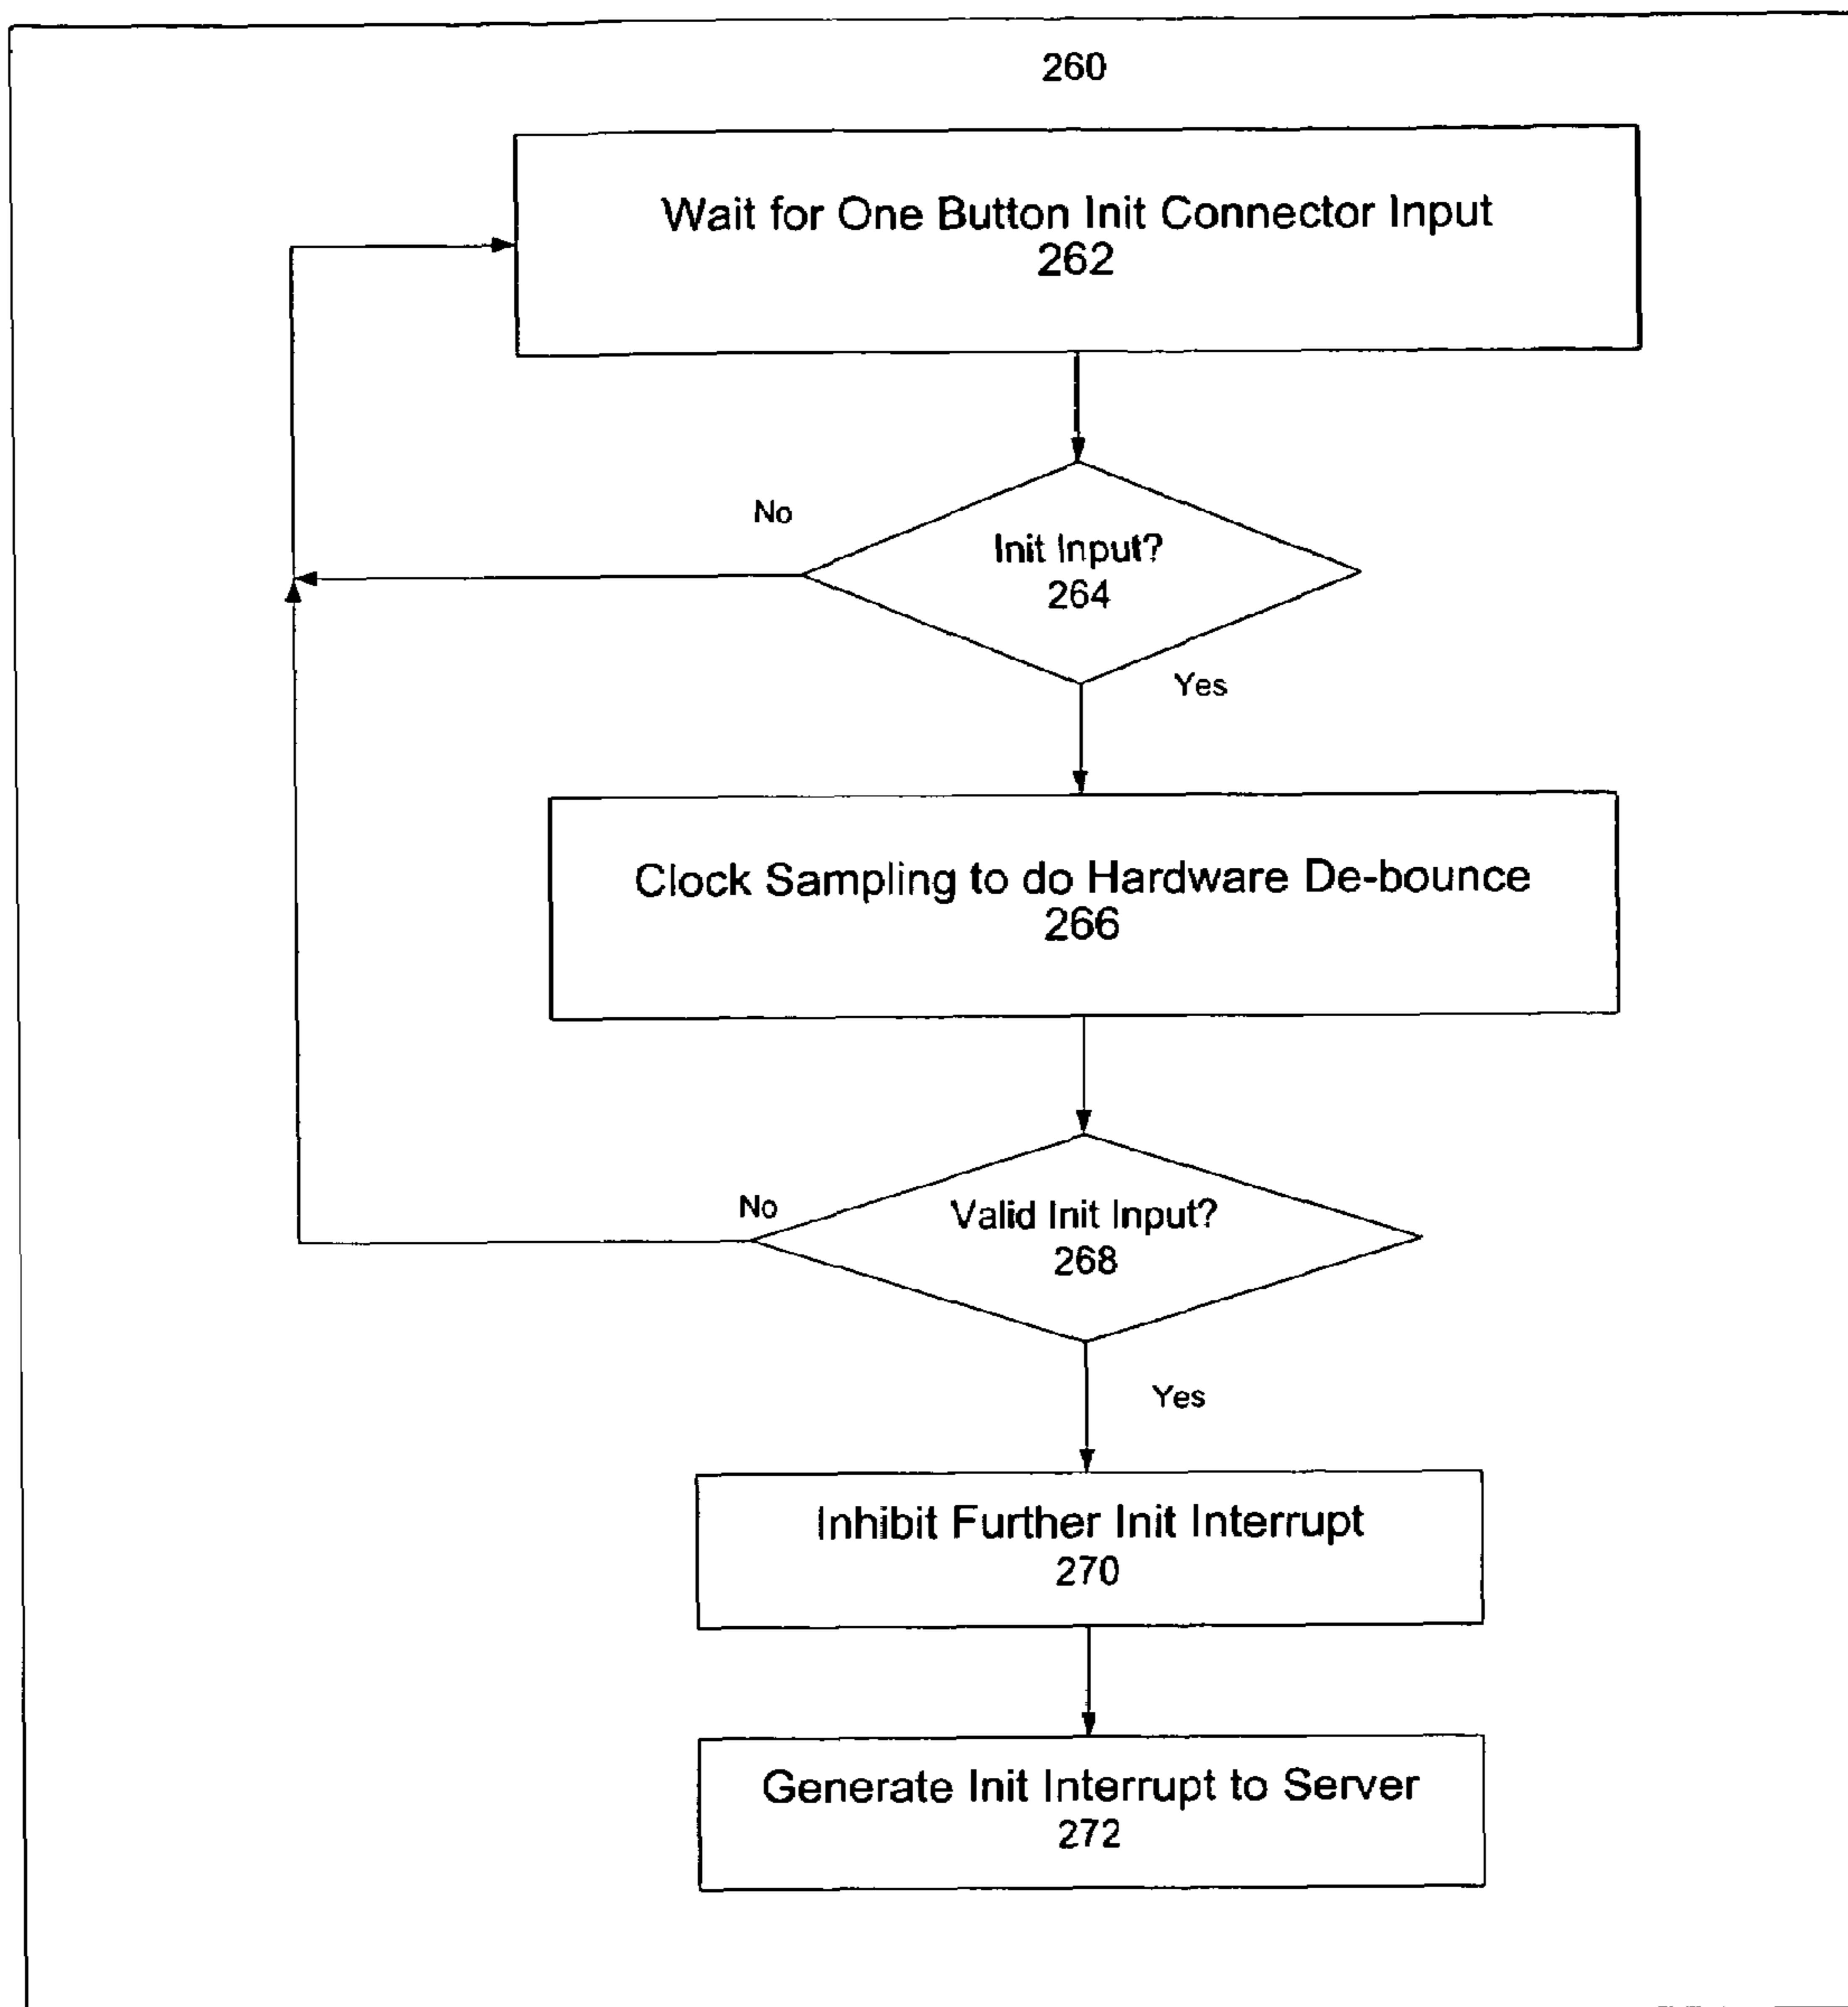 260
Wait for One Button Init Connector Input
262
No
Init Input?
264
Yes
Clock Sampling to do Hardware De-bounce
266
No
Valid Init Input?
268
Yes
Inhibit Further Init Interrupt
270
Generate Init Interrupt to Server
272